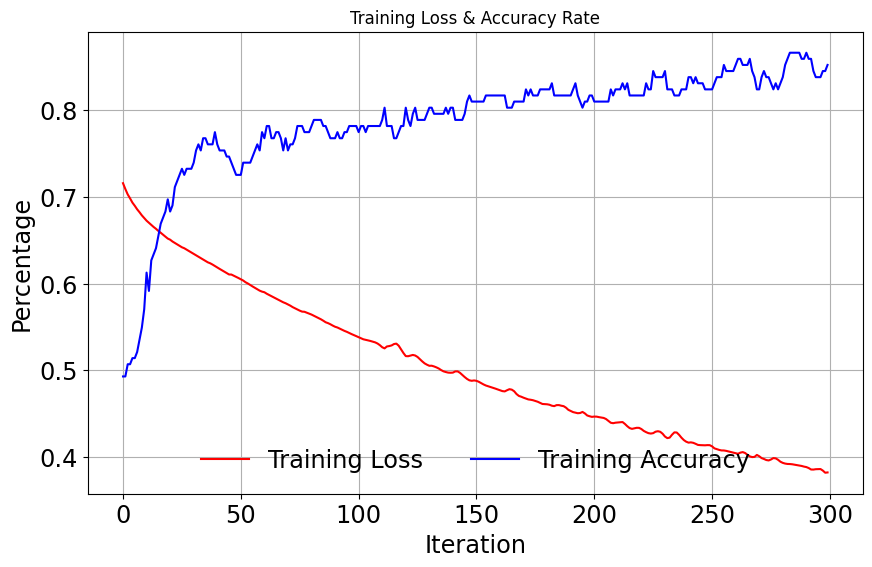 Training Loss & Accuracy Rate
Percentage
0.8
0.7
0.6
0.5
0.4
Training Loss
Training Accuracy
0 50 100 150 200 250 300
Iteration